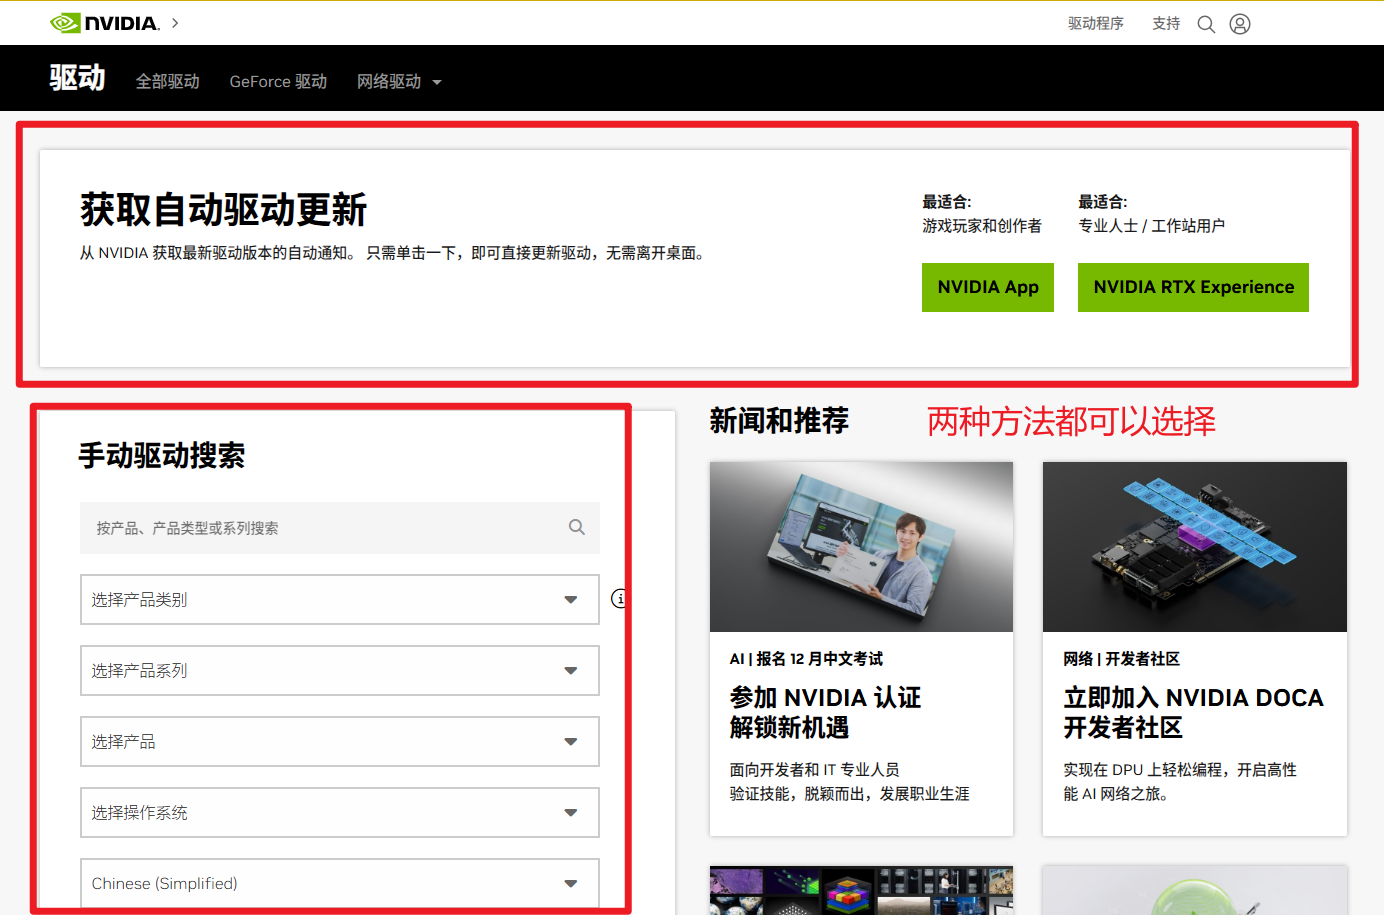 NVIDIA.
驱动程序
支持
驱动
全部驱动
GeForce 驱动
网络驱动
获取自动驱动更新
从 NVIDIA 获取最新驱动版本的自动通知。 只需单击一下，即可直接更新驱动，无需离开桌面。
最适合:
游戏玩家和创作者
NVIDIA App
最适合:
专业人士 / 工作站用户
NVIDIA RTX Experience
手动驱动搜索
按产品、产品类型或系列搜索
选择产品类别
选择产品系列
选择产品
选择操作系统
Chinese (Simplified)
新闻和推荐
两种方法都可以选择
AI | 报名 12 月中文考试
参加 NVIDIA 认证
解锁新机遇
面向开发者和 IT 专业人员
验证技能，脱颖而出，发展职业生涯
网络 | 开发者社区
立即加入 NVIDIA DOCA
开发者社区
实现在 DPU 上轻松编程，开启高性
能 AI 网络之旅。